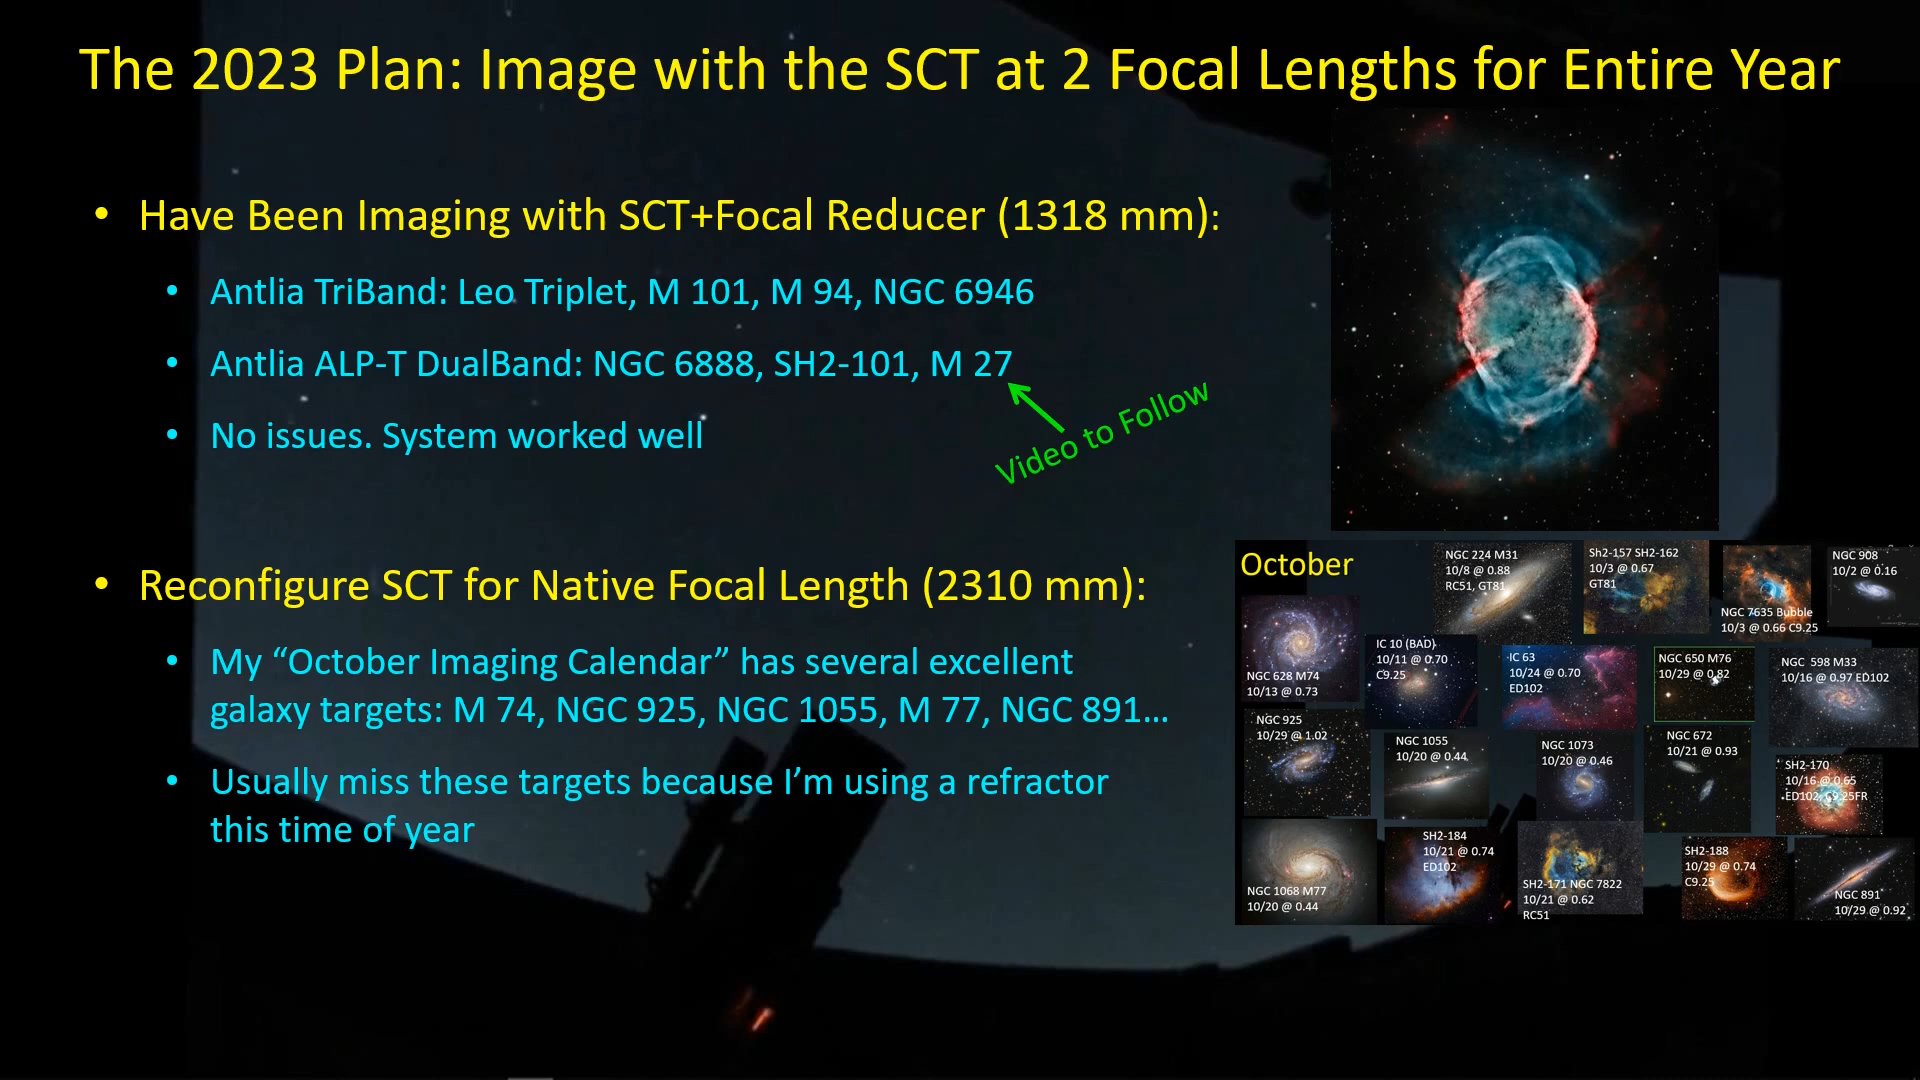 The 2023 Plan: Image with the SCT at 2 Focal Lengths for Entire Year
• Have Been Imaging with SCT+Focal Reducer (1318 mm):
• Antlia TriBand: Leo Triplet, M 101, M 94, NGC 6946
• Antlia ALP-T DualBand: NGC 6888, SH2-101, M 27
• No issues. System worked well
Video to Follow
• Reconfigure SCT for Native Focal Length (2310 mm):
• My “October Imaging Calendar” has several excellent
galaxy targets: M 74, NGC 925, NGC 1055, M 77, NGC 891…
• Usually miss these targets because I’m using a refractor
this time of year
October
NGC 224 M31
10/8 @ 0.88
RC51, GT81
Sh2-157 SH2-162
10/3 @ 0.67
GT81
NGC 7635 Bubble
10/3 @ 0.66 C9.25
NGC 908
10/2 @ 0.16
NGC 628 M74
10/13 @ 0.73
IC 10 (BAD)
10/11 @ 0.70
C9.25
IC 63
10/24 @ 0.70
ED102
NGC 650 M76
10/29 @ 0.82
NGC 598 M33
10/16 @ 0.97 ED102
NGC 925
10/29 @ 1.02
NGC 1055
10/20 @ 0.44
NGC 1073
10/20 @ 0.46
NGC 672
10/21 @ 0.93
SH2-170
10/16 @ 0.65
ED102, C9.25FR
NGC 1068 M77
10/20 @ 0.44
SH2-184
10/21 @ 0.74
ED102
SH2-171 NGC 7822
10/21 @ 0.62
RC51
SH2-188
10/29 @ 0.74
C9.25
NGC 891
10/29 @ 0.92